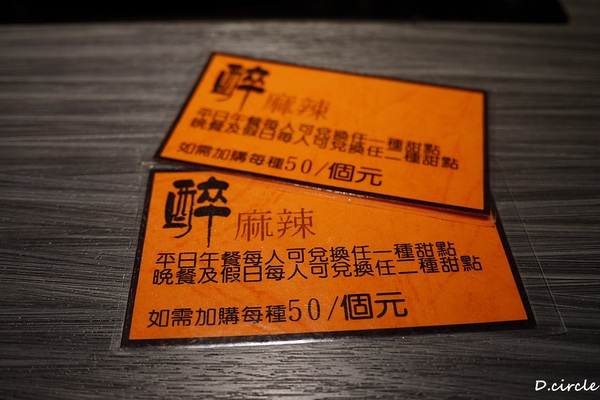 醉 麻辣
平日午餐每人可兌換任一種甜點
晚餐及假日每人可兌換任二種甜點
如需加購每種50/個元
醉 麻辣
平日午餐每人可兌換任一種甜點
晚餐及假日每人可兌換任二種甜點
如需加購每種50/個元
D.circle